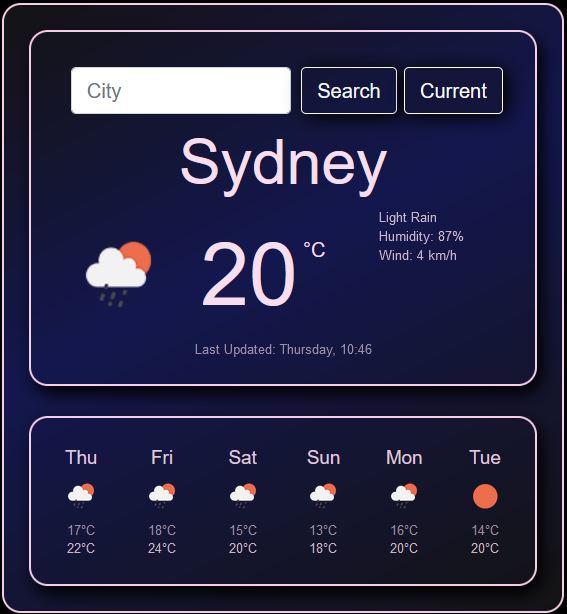 City Search Current
Sydney
Light Rain
Humidity: 87%
Wind: 4 km/h
20 °C
Last Updated: Thursday, 10:46
Thu Fri Sat Sun Mon Tue
17°C 18°C 15°C 13°C 16°C 14°C
22°C 24°C 20°C 18°C 20°C 20°C